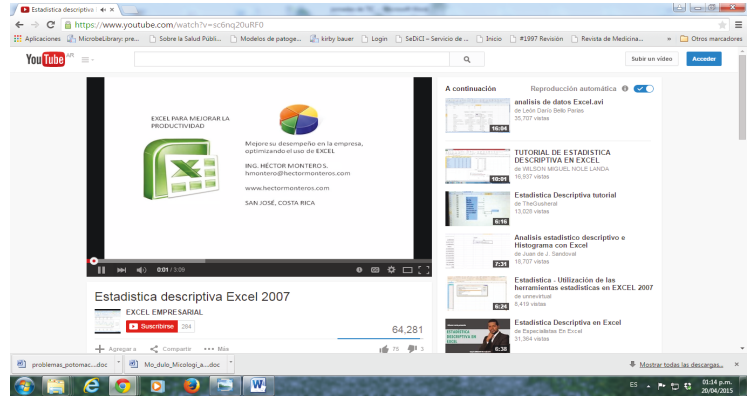 Estadística descriptiva
https://www.youtube.com/watch?v=sc6nq20uRF0
Aplicaciones
MicrobeLibrary: pre...
Sobre la Salud Públi...
Modelos de patoge...
kirby bauer
Login
SeDiCI – Servicio de ...
Inicio
#1997 Revisión
Revista de Medicina...
»
Otros marcadores
YouTube AR
Subir un vídeo
Acceder
EXCEL PARA MEJORAR LA
PRODUCTIVIDAD
Mejore su desempeño en la empresa,
optimizando el uso de EXCEL
ING. HÉCTOR MONTERO S.
hmontero@hectormonteros.com
www.hectormonteros.com
SAN JOSÉ, COSTA RICA
0:01 / 3:09
Estadistica descriptiva Excel 2007
EXCEL EMPRESARIAL
Suscribirse 284
64,281
Agregar a
Compartir
••• Más
75
3
A continuación
Reproducción automática
analisis de datos Excel.avi
de León Darío Bello Parias
35,707 vistas
16:04
TUTORIAL DE ESTADISTICA
DESCRIPTIVA EN EXCEL
de WILSON MIGUEL NOLE LANDA
16,937 vistas
10:01
Estadistica Descriptiva tutorial
de TheGusheral
13,028 vistas
6:16
Analisis estadistico descriptivo e
Histograma con Excel
de Juan de J. Sandoval
18,707 vistas
7:31
Estadistica - Utilización de las
herramientas estadísticas en EXCEL 2007
de unnevirtual
8,419 vistas
6:24
Estadística Descriptiva en Excel
de Especialistas En Excel
31,384 vistas
6:38
problemas_potomac....doc
Mo_dulo_Micologi_a....doc
Mostrar todas las descargas...
ES
01:14 p.m.
20/04/2015